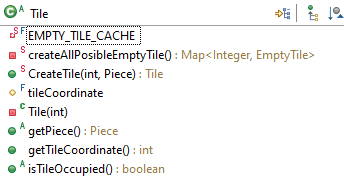 Tile
EMPTY_TILE_CACHE
createAllPosibleEmptyTile() : Map<Integer, EmptyTile>
CreateTile(int, Piece) : Tile
tileCoordinate
Tile(int)
getPiece() : Piece
getTileCoordinate() : int
isTileOccupied() : boolean